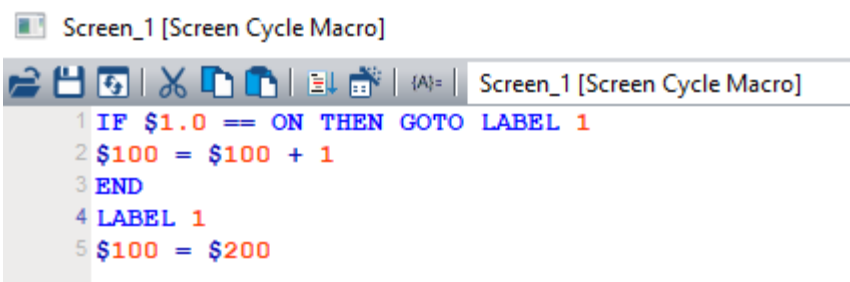 Screen_1 [Screen Cycle Macro]
{A}= Screen_1 [Screen Cycle Macro]
1 IF $1.0 == ON THEN GOTO LABEL 1
2 $100 = $100 + 1
3 END
4 LABEL 1
5 $100 = $200